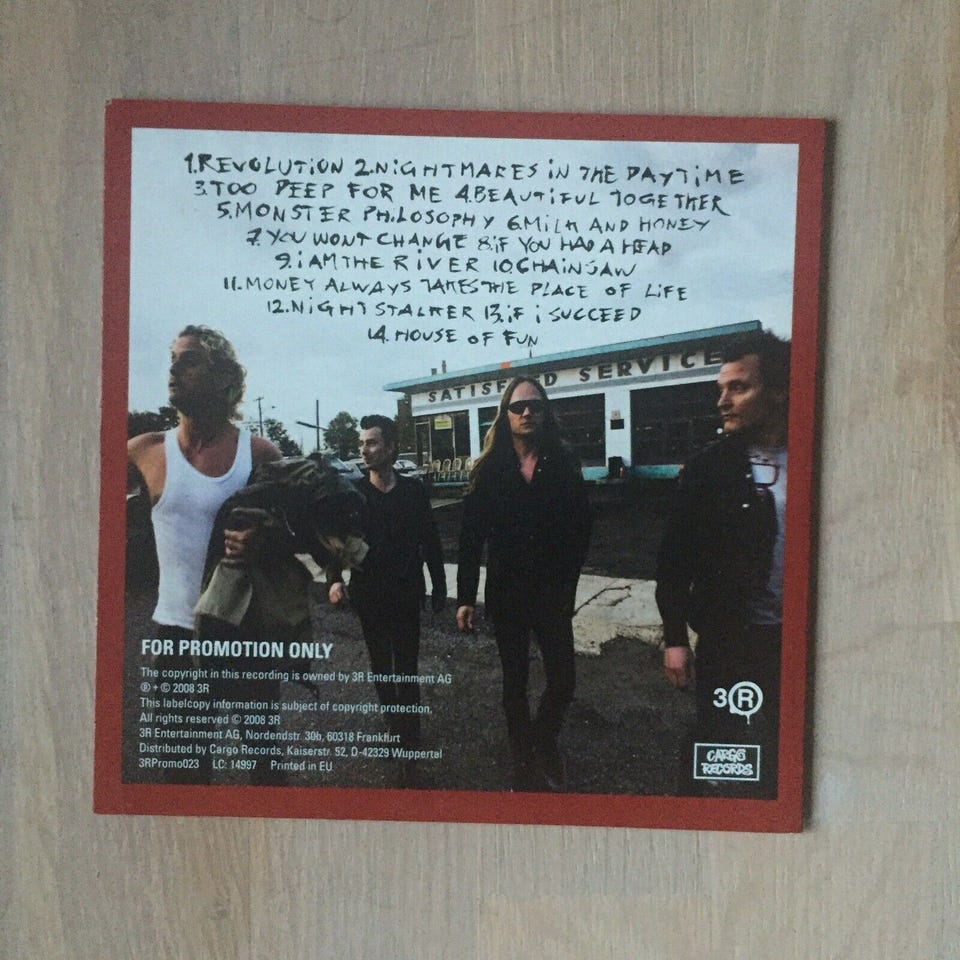 1.REVOLUTION 2.NIGHTMARES IN THE DAYTIME
3.TOO DEEP FOR ME 4.BEAUTIFUL TOGETHER
5.MONSTER PHILOSOPHY 6.MILK AND HONEY
7.YOU WONT CHANGE 8.IF YOU HAD A HEAD
9.I AM THE RIVER 10.CHAINSAW
11.MONEY ALWAYS TAKES THE PLACE OF LIFE
12.NIGHTSTALKER 13.IF I SUCCEED
14.HOUSE OF FUN
SATISF D SERVICE
FOR PROMOTION ONLY
The copyright in this recording is owned by 3R Entertainment AG
℗ + © 2008 3R
This labelcopy information is subject of copyright protection.
All rights reserved © 2008 3R
3R Entertainment AG, Nordendstr. 30b, 60318 Frankfurt
Distributed by Cargo Records, Kaiserstr. 52, D-42329 Wuppertal
3RPromo023 LC: 14997 Printed in EU
3R
CARGO
RECORDS